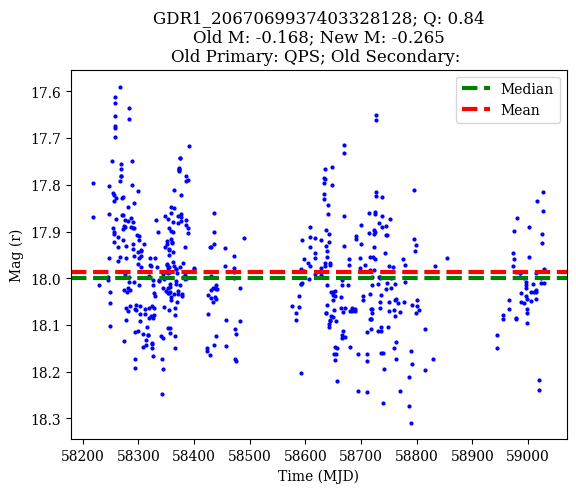 GDR1_2067069937403328128; Q: 0.84
Old M: -0.168; New M: -0.265
Old Primary: QPS; Old Secondary:
Median
Mean
17.6
17.7
17.8
17.9
18.0
18.1
18.2
18.3
Mag (r)
58200 58300 58400 58500 58600 58700 58800 58900 59000
Time (MJD)